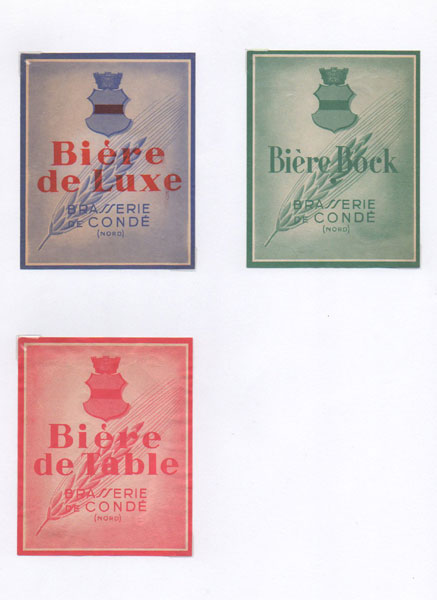 Bière
de Luxe
BRASSERIE
DE CONDÉ
(NORD)
Bière Bock
BRASSERIE
DE CONDÉ
(NORD)
Bière
de Table
BRASSERIE
DE CONDÉ
(NORD)